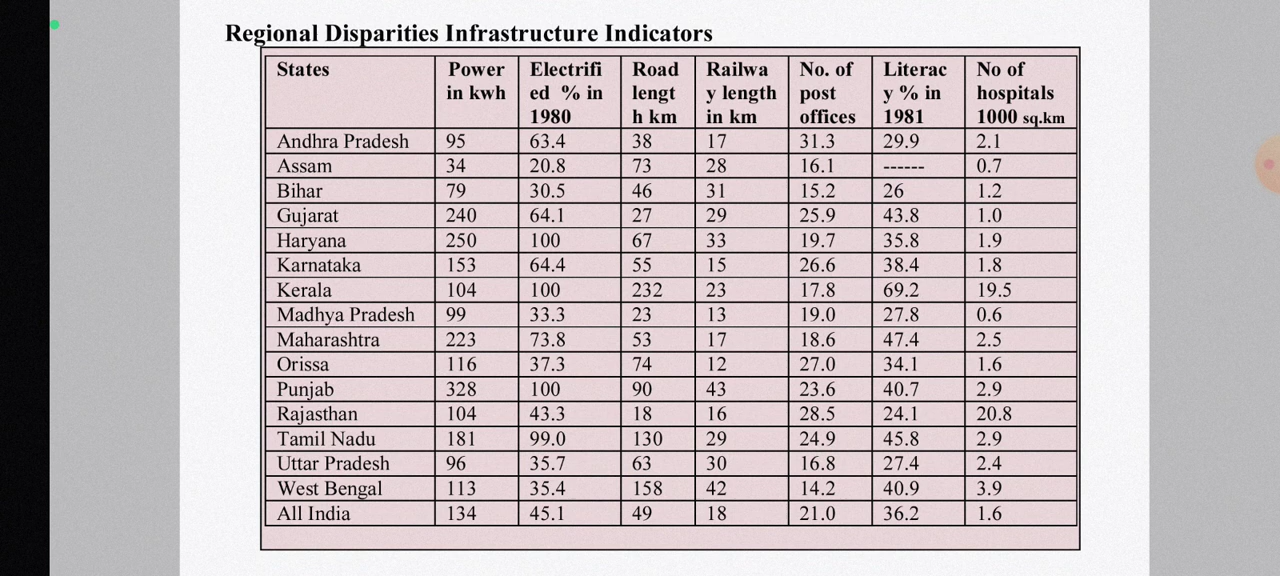 Regional Disparities Infrastructure Indicators
States Power in kwh Electrifi ed % in 1980 Road lengt h km Railwa y length in km No. of post offices Literac y % in 1981 No of hospitals 1000 sq.km
Andhra Pradesh 95 63.4 38 17 31.3 29.9 2.1
Assam 34 20.8 73 28 16.1 ------ 0.7
Bihar 79 30.5 46 31 15.2 26 1.2
Gujarat 240 64.1 27 29 25.9 43.8 1.0
Haryana 250 100 67 33 19.7 35.8 1.9
Karnataka 153 64.4 55 15 26.6 38.4 1.8
Kerala 104 100 232 23 17.8 69.2 19.5
Madhya Pradesh 99 33.3 23 13 19.0 27.8 0.6
Maharashtra 223 73.8 53 17 18.6 47.4 2.5
Orissa 116 37.3 74 12 27.0 34.1 1.6
Punjab 328 100 90 43 23.6 40.7 2.9
Rajasthan 104 43.3 18 16 28.5 24.1 20.8
Tamil Nadu 181 99.0 130 29 24.9 45.8 2.9
Uttar Pradesh 96 35.7 63 30 16.8 27.4 2.4
West Bengal 113 35.4 158 42 14.2 40.9 3.9
All India 134 45.1 49 18 21.0 36.2 1.6